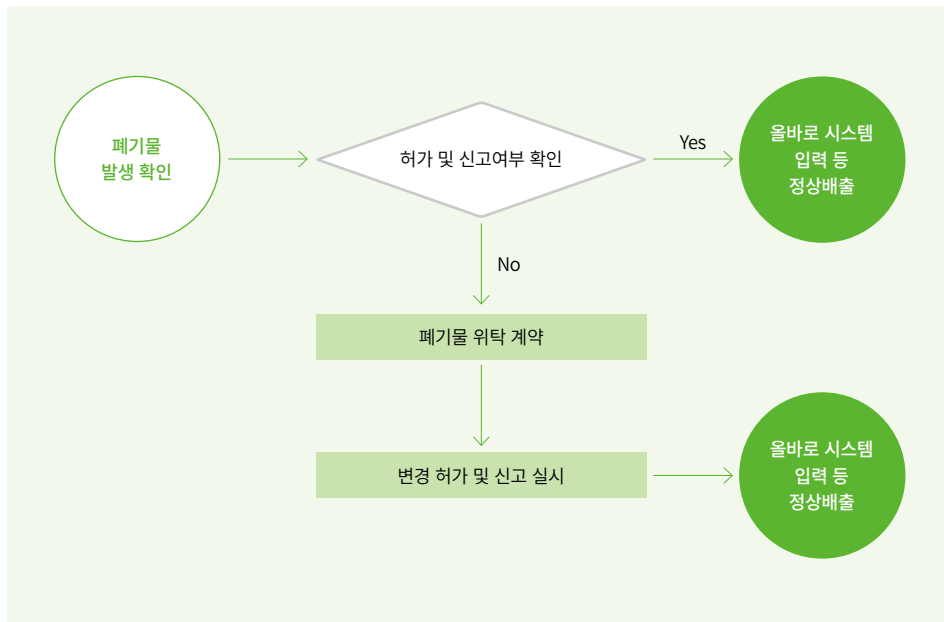 폐기물
발생 확인
허가 및 신고여부 확인
Yes
올바로 시스템
입력 등
정상배출
No
폐기물 위탁 계약
변경 허가 및 신고 실시
올바로 시스템
입력 등
정상배출